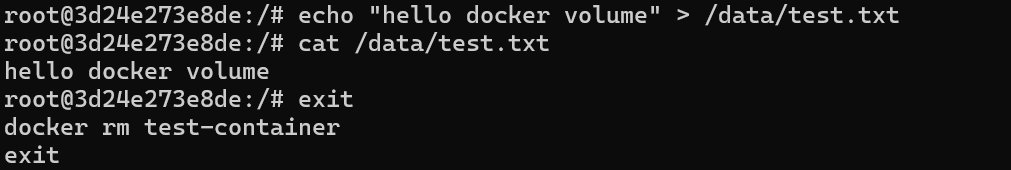 root@3d24e273e8de:/# echo "hello docker volume" > /data/test.txt
root@3d24e273e8de:/# cat /data/test.txt
hello docker volume
root@3d24e273e8de:/# exit
docker rm test-container
exit